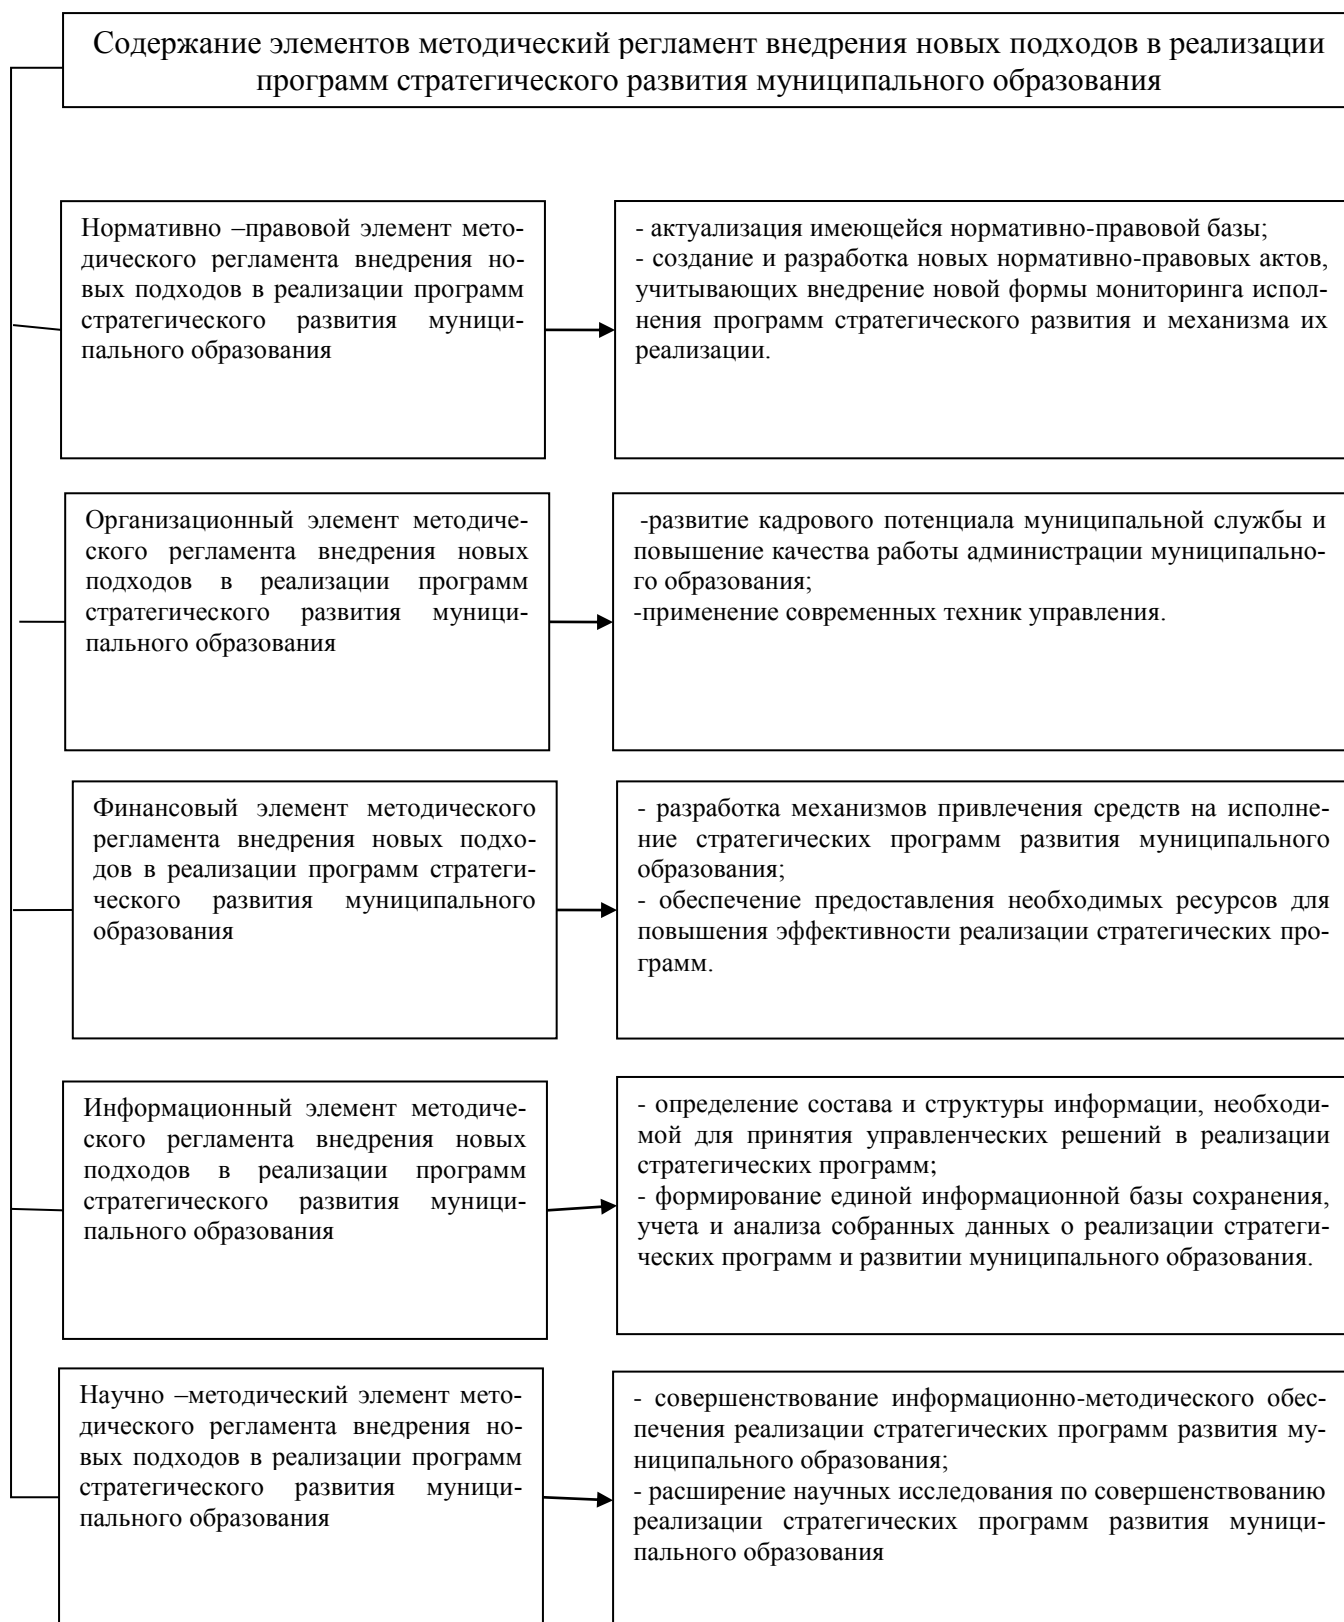 Содержание элементов методический регламент внедрения новых подходов в реализации
программ стратегического развития муниципального образования
Нормативно –правовой элемент мето-
дического регламента внедрения но-
вых подходов в реализации программ
стратегического развития муници-
пального образования
- актуализация имеющейся нормативно-правовой базы;
- создание и разработка новых нормативно-правовых актов,
учитывающих внедрение новой формы мониторинга испол-
нения программ стратегического развития и механизма их
реализации.
Организационный элемент методиче-
ского регламента внедрения новых
подходов в реализации программ
стратегического развития муници-
пального образования
-развитие кадрового потенциала муниципальной службы и
повышение качества работы администрации муниципально-
го образования;
-применение современных техник управления.
Финансовый элемент методического
регламента внедрения новых подхо-
дов в реализации программ стратеги-
ческого развития муниципального
образования
- разработка механизмов привлечения средств на исполне-
ние стратегических программ развития муниципального
образования;
- обеспечение предоставления необходимых ресурсов для
повышения эффективности реализации стратегических про-
грамм.
Информационный элемент методиче-
ского регламента внедрения новых
подходов в реализации программ
стратегического развития муници-
пального образования
- определение состава и структуры информации, необходи-
мой для принятия управленческих решений в реализации
стратегических программ;
- формирование единой информационной базы сохранения,
учета и анализа собранных данных о реализации стратеги-
ческих программ и развитии муниципального образования.
Научно –методический элемент мето-
дического регламента внедрения но-
вых подходов в реализации программ
стратегического развития муници-
пального образования
- совершенствование информационно-методического обес-
печения реализации стратегических программ развития му-
ниципального образования;
- расширение научных исследования по совершенствованию
реализации стратегических программ развития муници-
пального образования